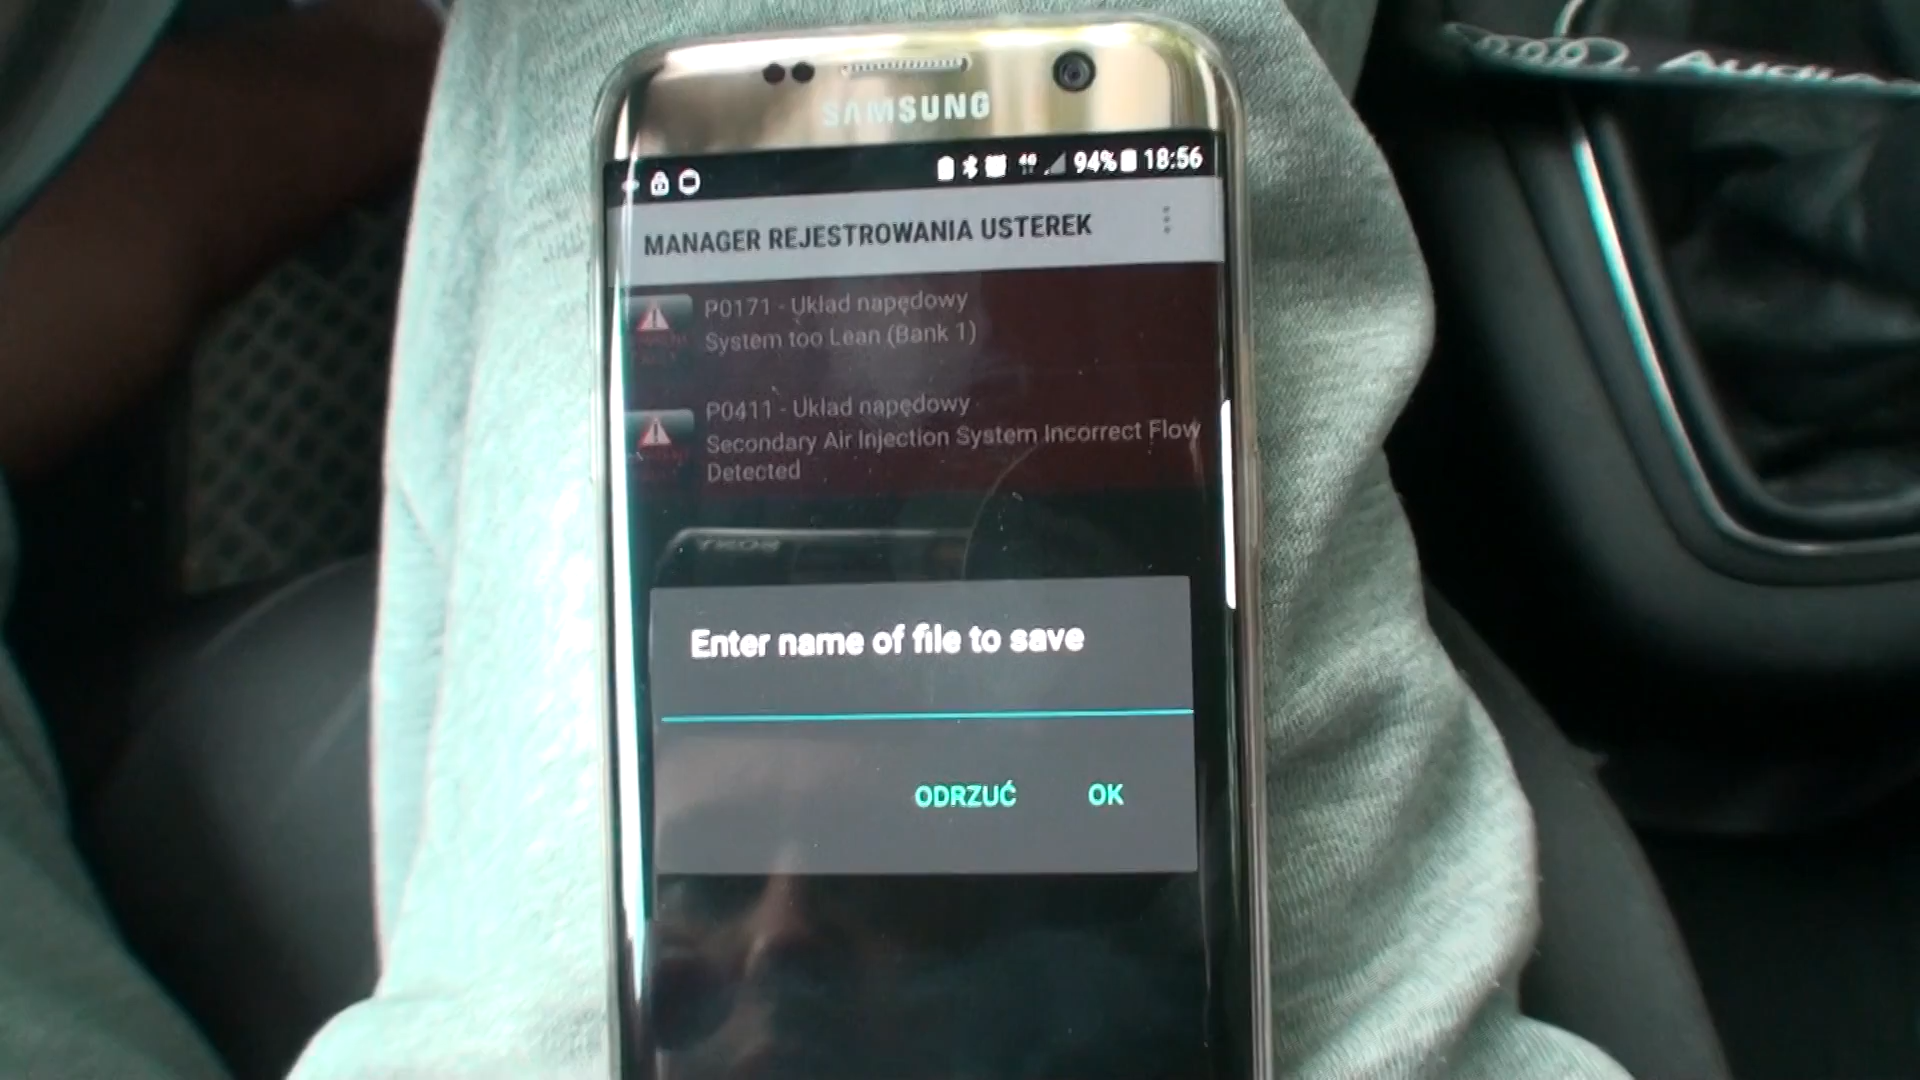 SAMSUNG
4G 94% 18:56
MANAGER REJESTROWANIA USTEREK
P0171 - Układ napędowy
System too Lean (Bank 1)
P0411 - Układ napędowy
Secondary Air Injection System Incorrect Flow
Detected
Enter name of file to save
ODRZUĆ OK